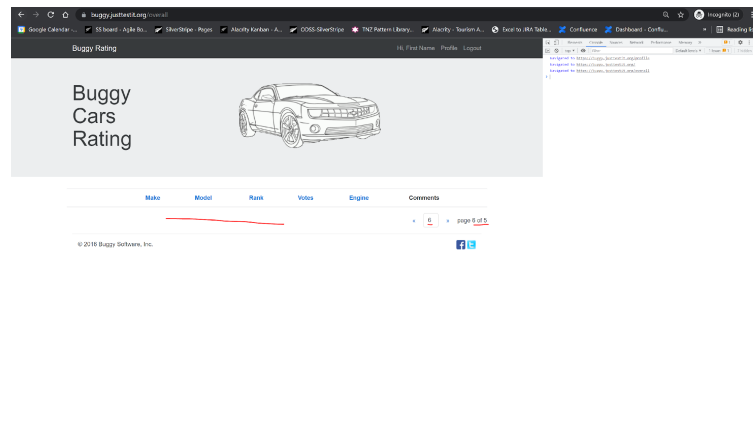 buggy.justtestit.org/overall
Incognito (2)
Google Calendar -...
SS board - Agile Bo...
SilverStripe - Pages
Alacrity Kanban - A...
DOSS-SilverStripe
TNZ Pattern Library...
Alacrity - Tourism A...
Excel to JIRA Table...
Confluence
Dashboard - Conflu...
»
Reading lis
Buggy Rating
Hi, First Name Profile Logout
Buggy
Cars
Rating
Make Model Rank Votes Engine Comments
« 6 » page 6 of 5
© 2016 Buggy Software, Inc.